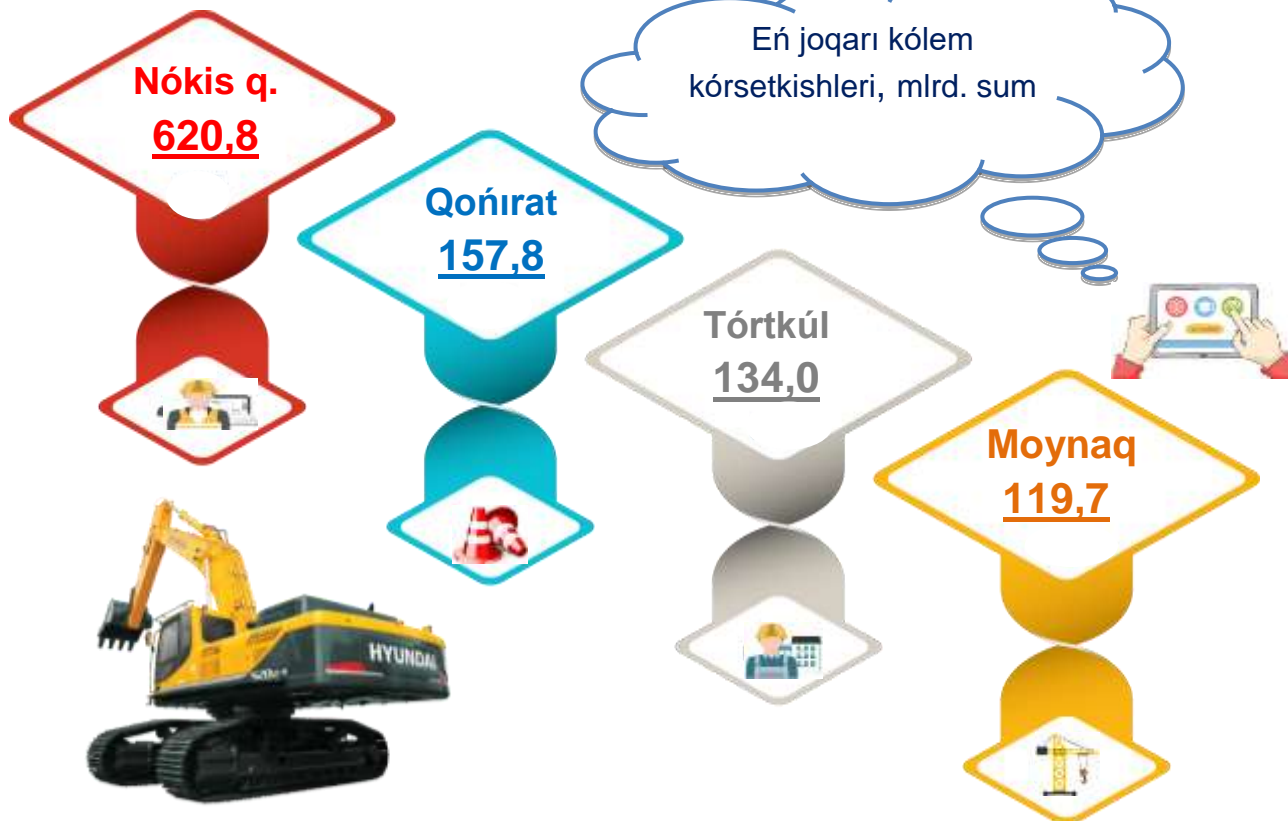 Eń joqarı kólem
kórsetkishleri, mlrd. sum
Nókis q.
620,8
Qońırat
157,8
Tórtkúl
134,0
Moynaq
119,7
HYUNDAI